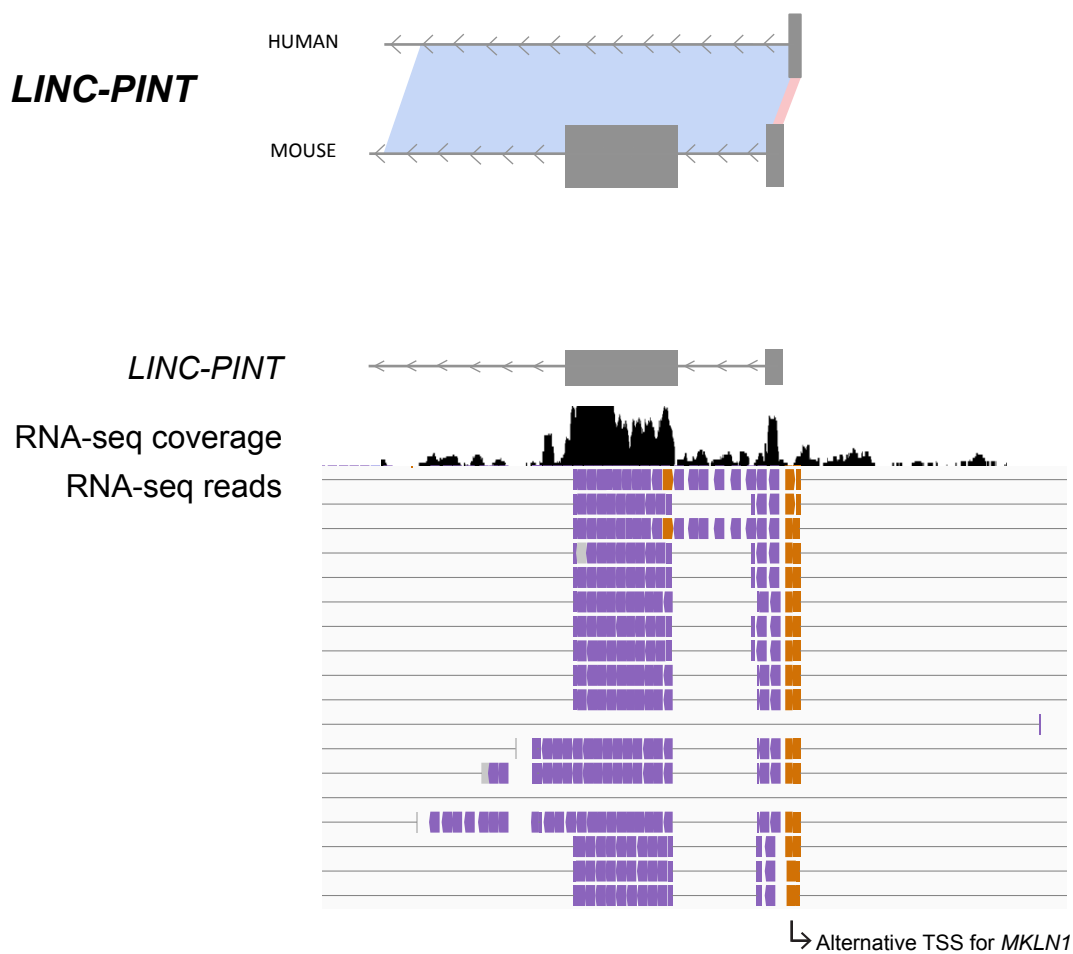 HUMAN
LINC-PINT
MOUSE
LINC-PINT
RNA-seq coverage
RNA-seq reads
Alternative TSS for MKLN1